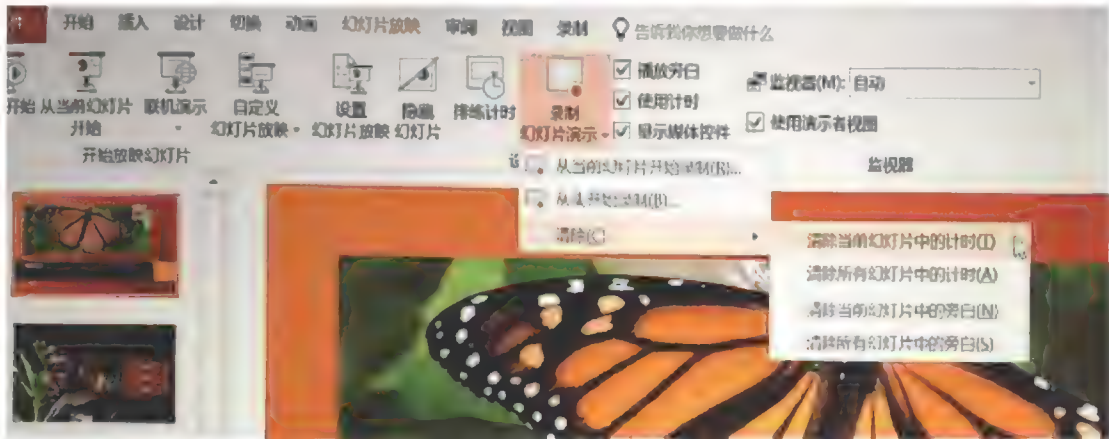 开始 插入 设计 切换 动画 幻灯片放映 审阅 视图 录制 告诉我你想要做什么
开始 从当前幻灯片开始 联机演示 自定义幻灯片放映 设置幻灯片放映 隐藏幻灯片 排练计时 录制幻灯片演示
播放旁白
使用计时
显示媒体控件
监视器(M): 自动
使用演示者视图
开始放映幻灯片
监视器
从当前幻灯片开始录制(R)...
从头开始录制(B)...
清除(C)
清除当前幻灯片中的计时(T)
清除所有幻灯片中的计时(A)
清除当前幻灯片中的旁白(N)
清除所有幻灯片中的旁白(S)